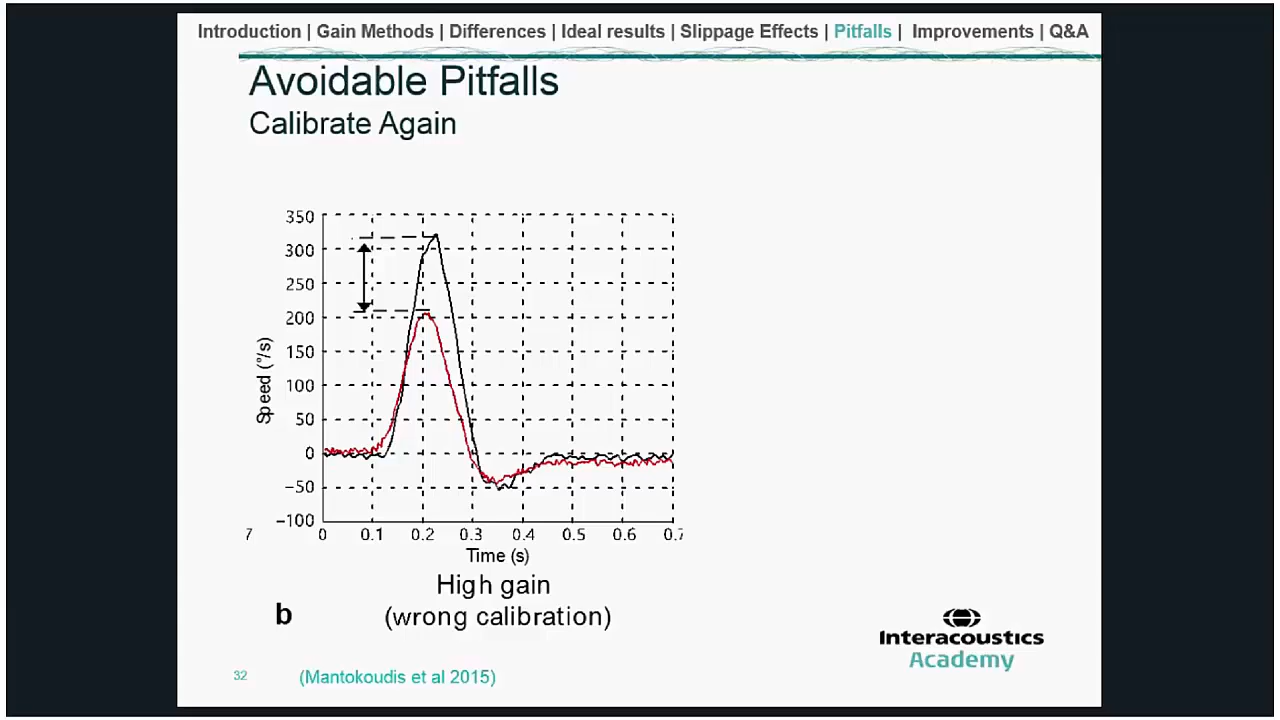 Introduction | Gain Methods | Differences | Ideal results | Slippage Effects | Pitfalls | Improvements | Q&A
Avoidable Pitfalls
Calibrate Again
350
300
250
200
150
100
50
0
−50
−100
Speed (°/s)
7 0 0.1 0.2 0.3 0.4 0.5 0.6 0.7
Time (s)
High gain
(wrong calibration)
b
Interacoustics
Academy
32 (Mantokoudis et al 2015)